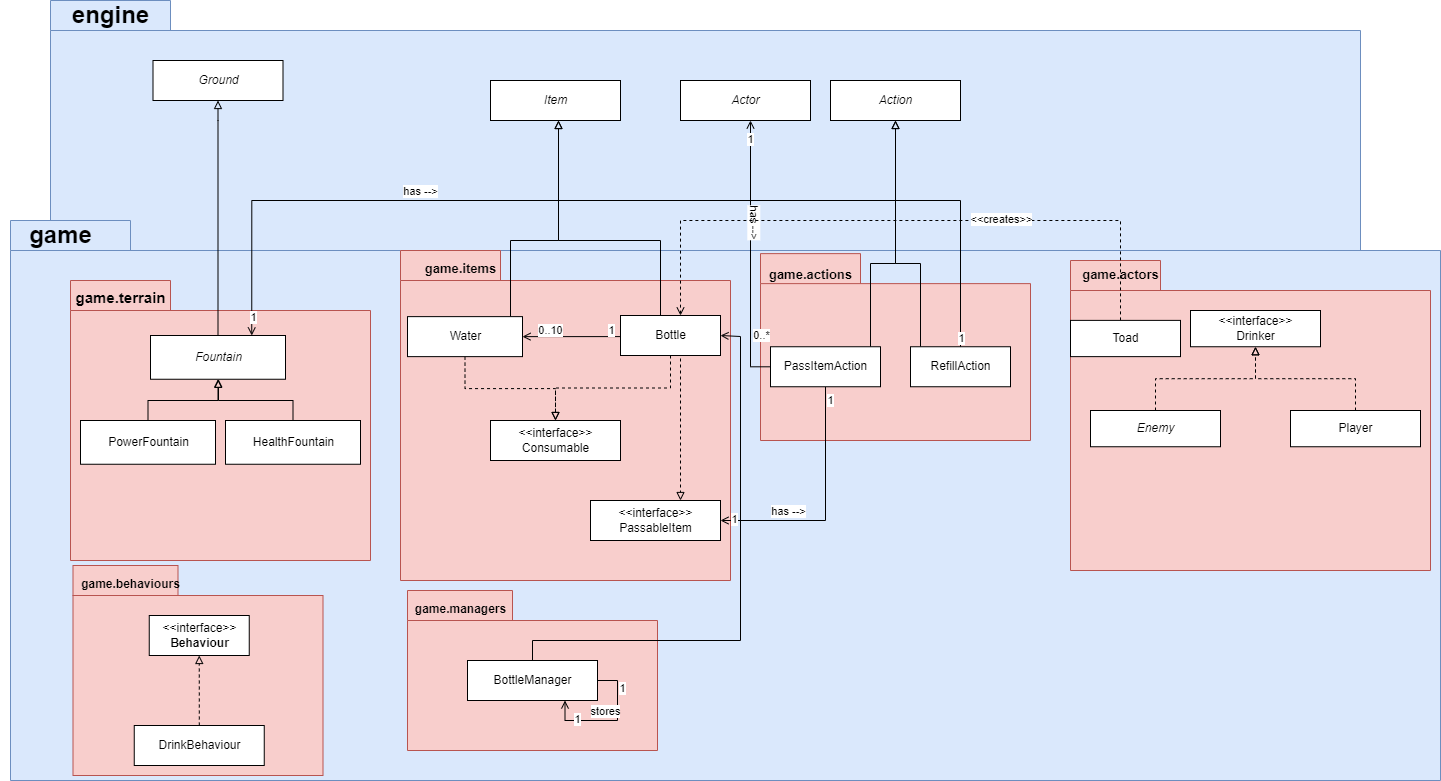 engine
Ground
Item
Actor
Action
1
has -->
has -->
<<creates>>
game
game.items
game.actions
game.actors
game.terrain
1
Water
0..10
1
Bottle
0..*
1
Toad
<<interface>>
Drinker
Fountain
PassItemAction
RefillAction
1
PowerFountain
HealthFountain
<<interface>>
Consumable
Enemy
Player
<<interface>>
PassableItem
1
has -->
game.behaviours
<<interface>>
Behaviour
DrinkBehaviour
game.managers
BottleManager
1
stores
1